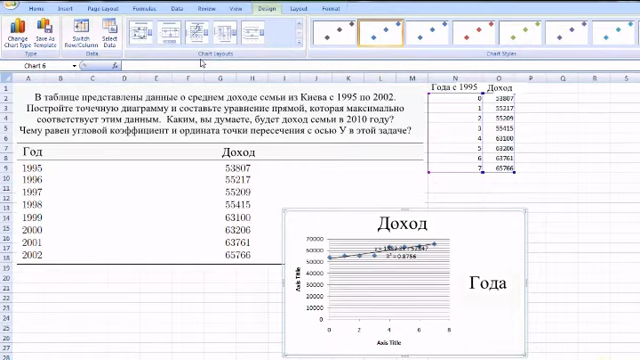 Home
Insert
Page Layout
Formulas
Data
Review
View
Design
Layout
Format
Change Chart Type
Save As Template
Switch Row/Column
Select Data
Type
Data
Chart Layouts
Chart Styles
Chart 6
fx
A B C D E F G H I J K L M N O P Q R S
В таблице представлены данные о среднем доходе семьи из Киева с 1995 по 2002.
Постройте точечную диаграмму и составьте уравнение прямой, которая максимально
соответствует этим данным. Каким, вы думаете, будет доход семьи в 2010 году?
Чему равен угловой коэффициент и ордината точки пересечения с осью У в этой задаче?
Года с 1995 Доход
0 53807
1 55217
2 55209
3 55415
4 63100
5 63206
6 63761
7 65766
Год Доход
1995 53807
1996 55217
1997 55209
1998 55415
1999 63100
2000 63206
2001 63761
2002 65766
Доход
70000
60000
50000
40000
30000
20000
10000
0
R² = 0.8756
0 2 4 6 8
Axis Title
Axis Title
Года